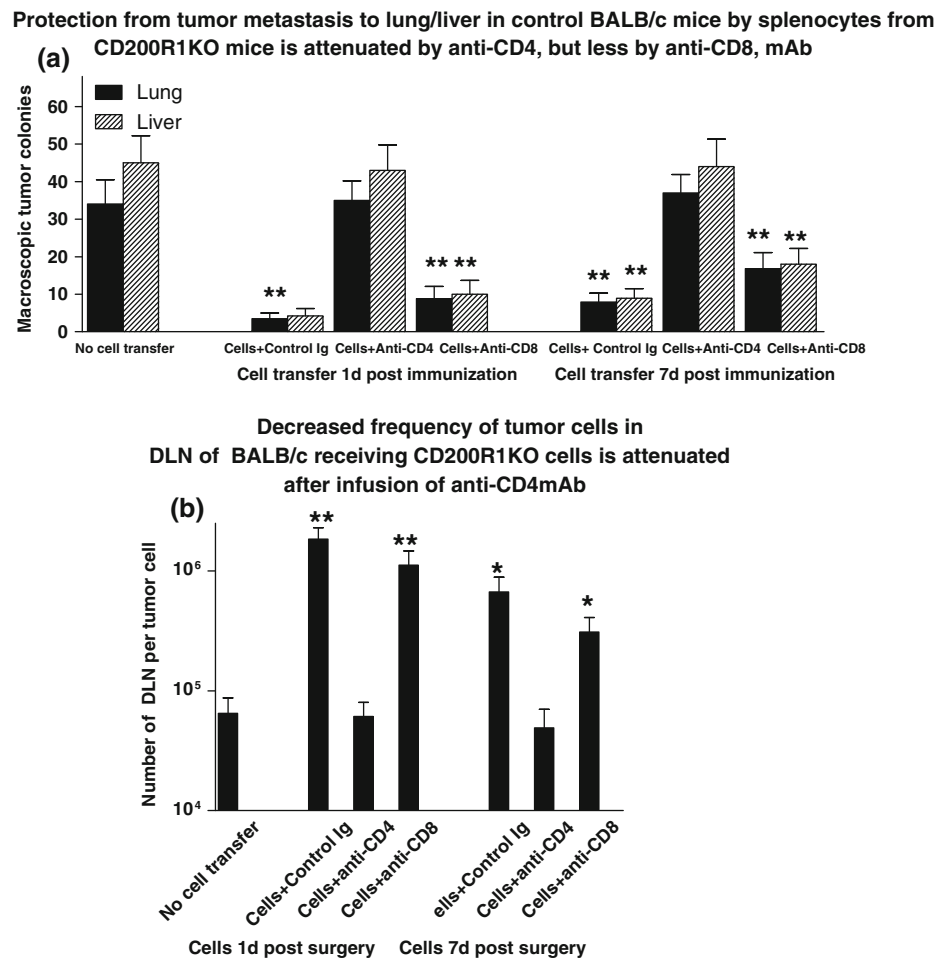 Protection from tumor metastasis to lung/liver in control BALB/c mice by splenocytes from
CD200R1KO mice is attenuated by anti-CD4, but less by anti-CD8, mAb
(a)
Lung
Liver
Macroscopic tumor colonies
60
50
40
30
20
10
0
** ** ** ** ** ** **
No cell transfer Cells+Control Ig Cells+Anti-CD4 Cells+Anti-CD8 Cells+ Control Ig Cells+Anti-CD4 Cells+Anti-CD8
Cell transfer 1d post immunization Cell transfer 7d post immunization
Decreased frequency of tumor cells in
DLN of BALB/c receiving CD200R1KO cells is attenuated
after infusion of anti-CD4mAb
(b)
Number of DLN per tumor cell
10⁶
10⁵
10⁴
** ** * *
No cell transfer
Cells+Control Ig
Cells+anti-CD4
Cells+anti-CD8
ells+Control Ig
Cells+anti-CD4
Cells+anti-CD8
Cells 1d post surgery Cells 7d post surgery